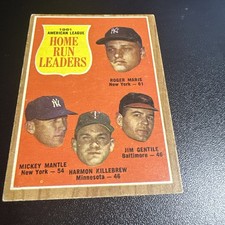 1961
AMERICAN LEAGUE
HOME RUN
LEADERS
ROGER MARIS
New York — 61
MICKEY MANTLE
New York — 54
HARMON KILLEBREW
Minnesota — 46
JIM GENTILE
Baltimore — 46